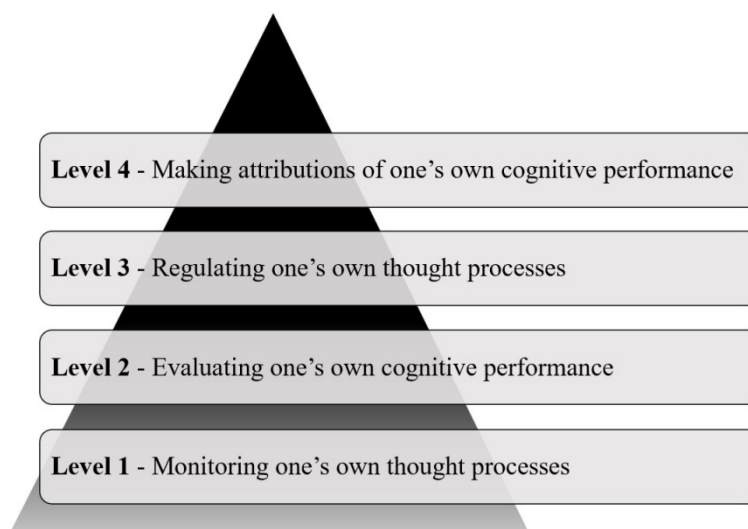 Level 4 - Making attributions of one’s own cognitive performance
Level 3 - Regulating one’s own thought processes
Level 2 - Evaluating one’s own cognitive performance
Level 1 - Monitoring one’s own thought processes